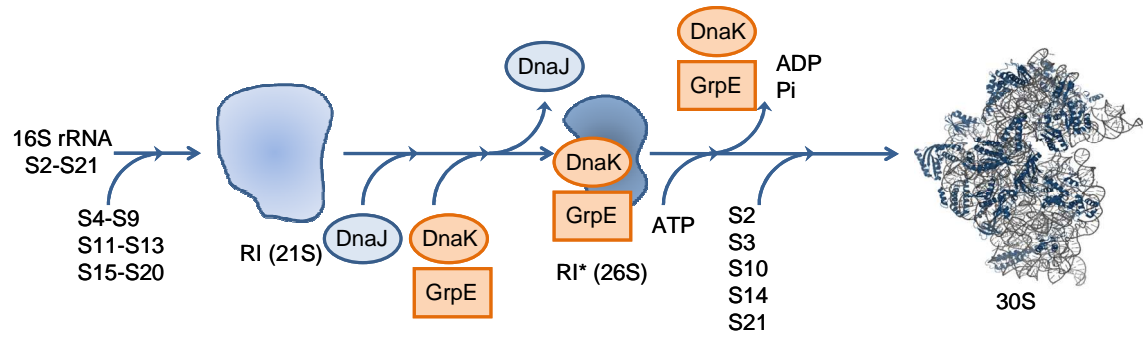 16S rRNA
S2-S21
S4-S9
S11-S13
S15-S20
RI (21S)
DnaJ
DnaK
GrpE
DnaJ
DnaK
GrpE
RI* (26S)
ATP
DnaK
GrpE
ADP
Pi
S2
S3
S10
S14
S21
30S